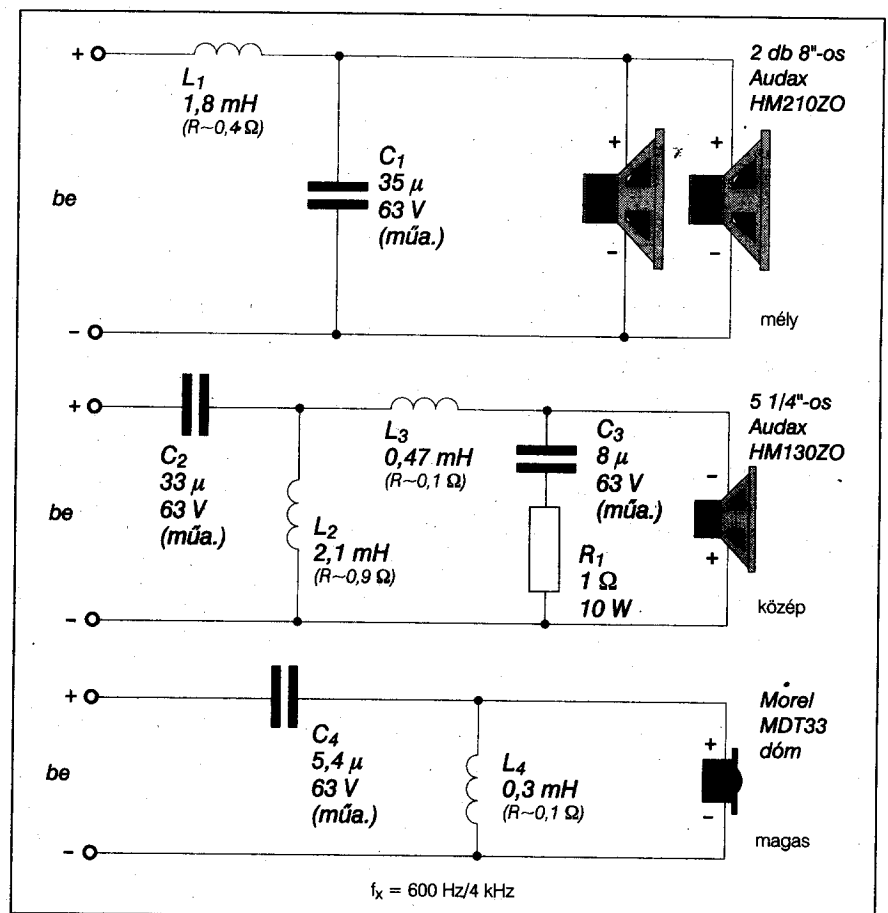 +
L1
1,8 mH
(R~0,4 Ω)
2 db 8"-os
Audax
HM210ZO
C1
35 µ
63 V
(műa.)
be
+
+
−
−
−
mély
+
C2
33 µ
63 V
(műa.)
L3
0,47 mH
(R~0,1 Ω)
C3
8 µ
63 V
(műa.)
5 1/4"-os
Audax
HM130ZO
−
be
L2
2,1 mH
(R~0,9 Ω)
R1
1 Ω
10 W
+
−
közép
+
C4
5,4 µ
63 V
(műa.)
Morel
MDT33
dóm
be
L4
0,3 mH
(R~0,1 Ω)
+
−
−
magas
fx = 600 Hz/4 kHz